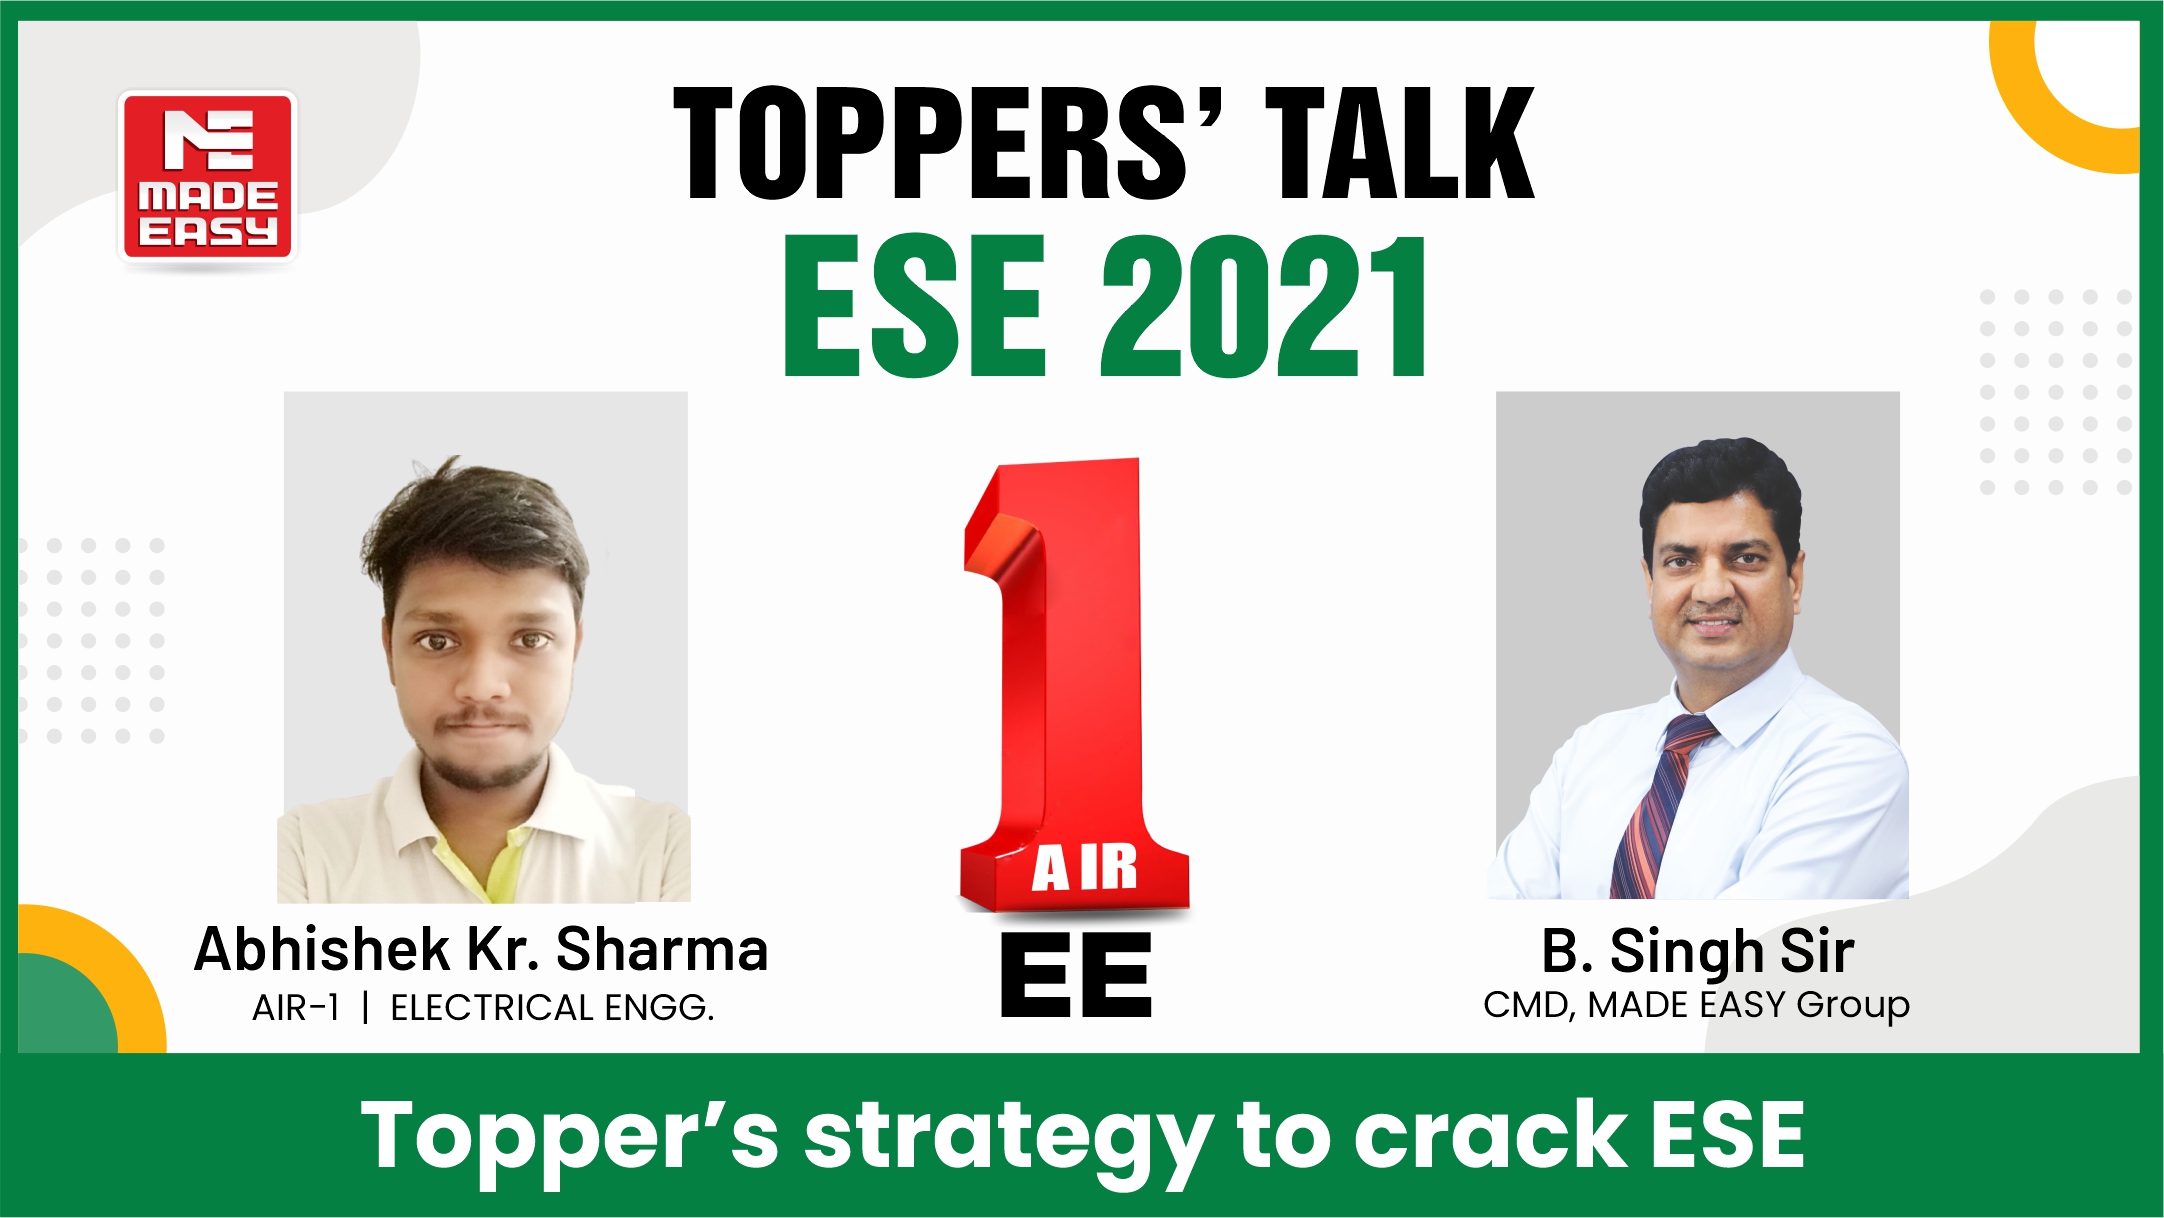 MADE
EASY
TOPPERS’ TALK
ESE 2021
AIR
EE
Abhishek Kr. Sharma
AIR-1 | ELECTRICAL ENGG.
1
B. Singh Sir
CMD, MADE EASY Group
Topper’s strategy to crack ESE